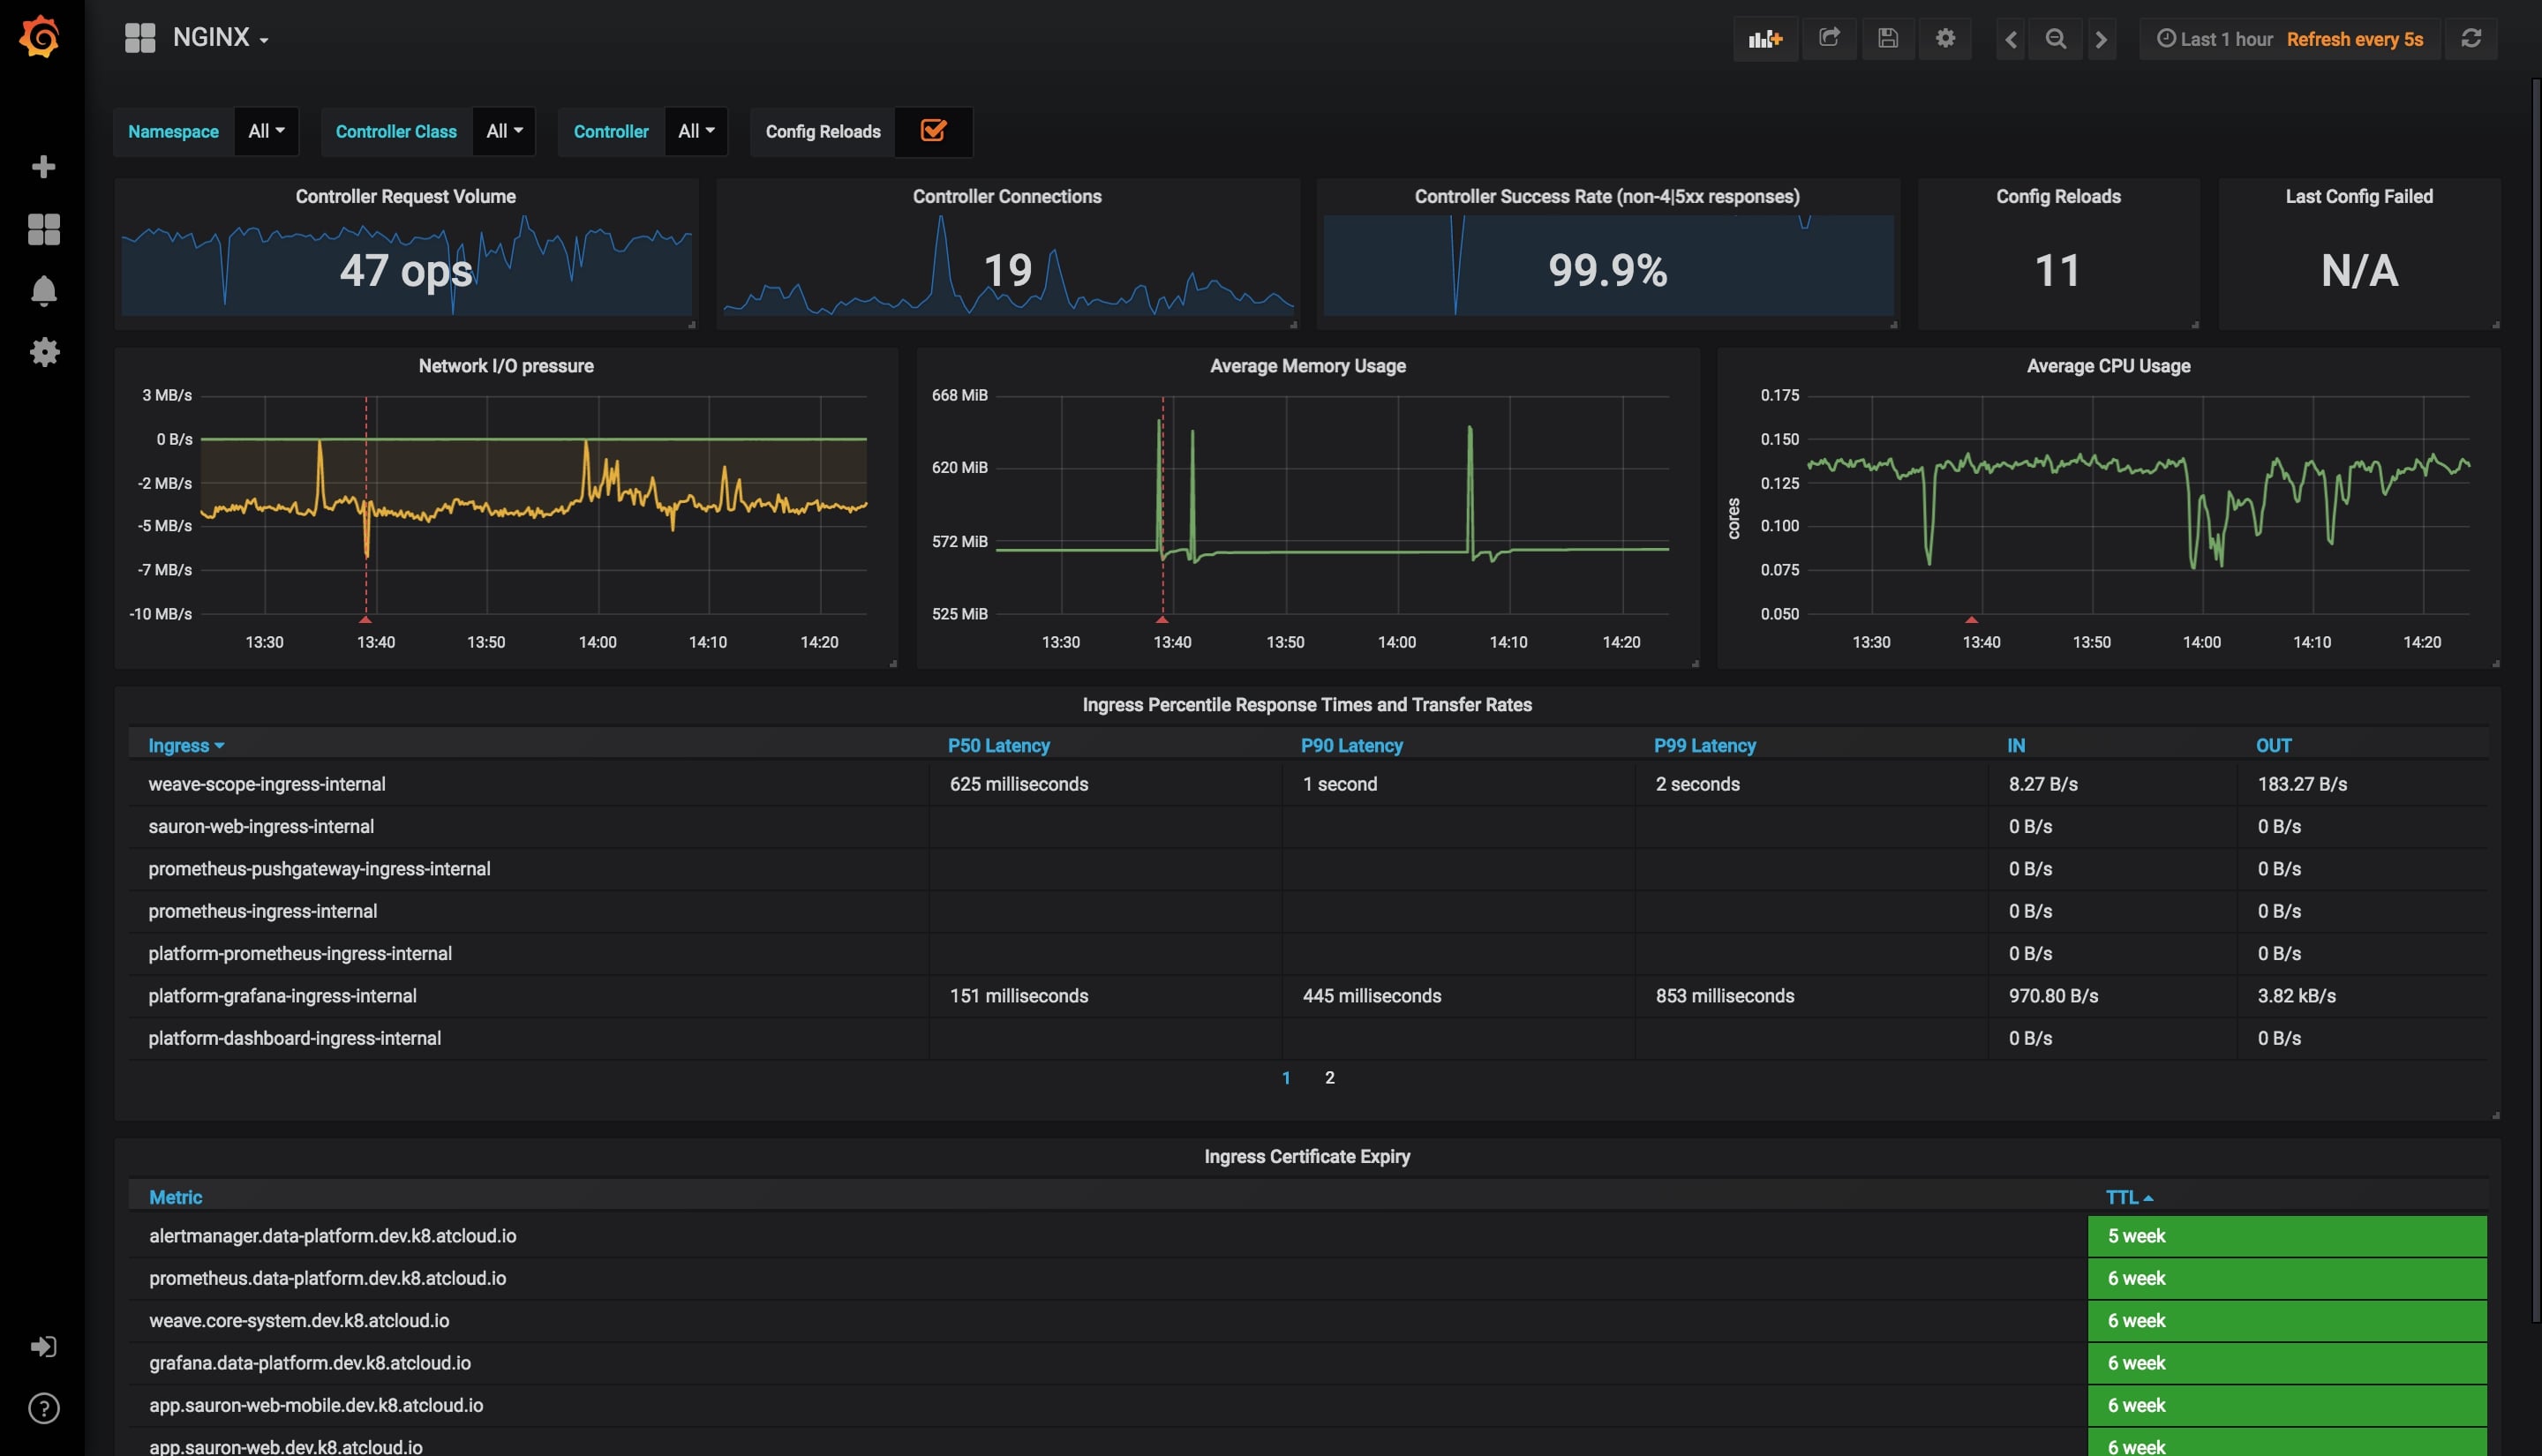 NGINX
Last 1 hour Refresh every 5s
Namespace All Controller Class All Controller All Config Reloads
Controller Request Volume
47 ops
Controller Connections
19
Controller Success Rate (non-4|5xx responses)
99.9%
Config Reloads
11
Last Config Failed
N/A
Network I/O pressure
3 MB/s
0 B/s
-2 MB/s
-5 MB/s
-7 MB/s
-10 MB/s
13:30 13:40 13:50 14:00 14:10 14:20
Average Memory Usage
668 MiB
620 MiB
572 MiB
525 MiB
13:30 13:40 13:50 14:00 14:10 14:20
Average CPU Usage
cores
0.175
0.150
0.125
0.100
0.075
0.050
13:30 13:40 13:50 14:00 14:10 14:20
Ingress Percentile Response Times and Transfer Rates
Ingress P50 Latency P90 Latency P99 Latency IN OUT
weave-scope-ingress-internal 625 milliseconds 1 second 2 seconds 8.27 B/s 183.27 B/s
sauron-web-ingress-internal 0 B/s 0 B/s
prometheus-pushgateway-ingress-internal 0 B/s 0 B/s
prometheus-ingress-internal 0 B/s 0 B/s
platform-prometheus-ingress-internal 0 B/s 0 B/s
platform-grafana-ingress-internal 151 milliseconds 445 milliseconds 853 milliseconds 970.80 B/s 3.82 kB/s
platform-dashboard-ingress-internal 0 B/s 0 B/s
1 2
Ingress Certificate Expiry
Metric TTL
alertmanager.data-platform.dev.k8.atcloud.io 5 week
prometheus.data-platform.dev.k8.atcloud.io 6 week
weave.core-system.dev.k8.atcloud.io 6 week
grafana.data-platform.dev.k8.atcloud.io 6 week
app.sauron-web-mobile.dev.k8.atcloud.io 6 week
app.sauron-web.dev.k8.atcloud.io 6 week